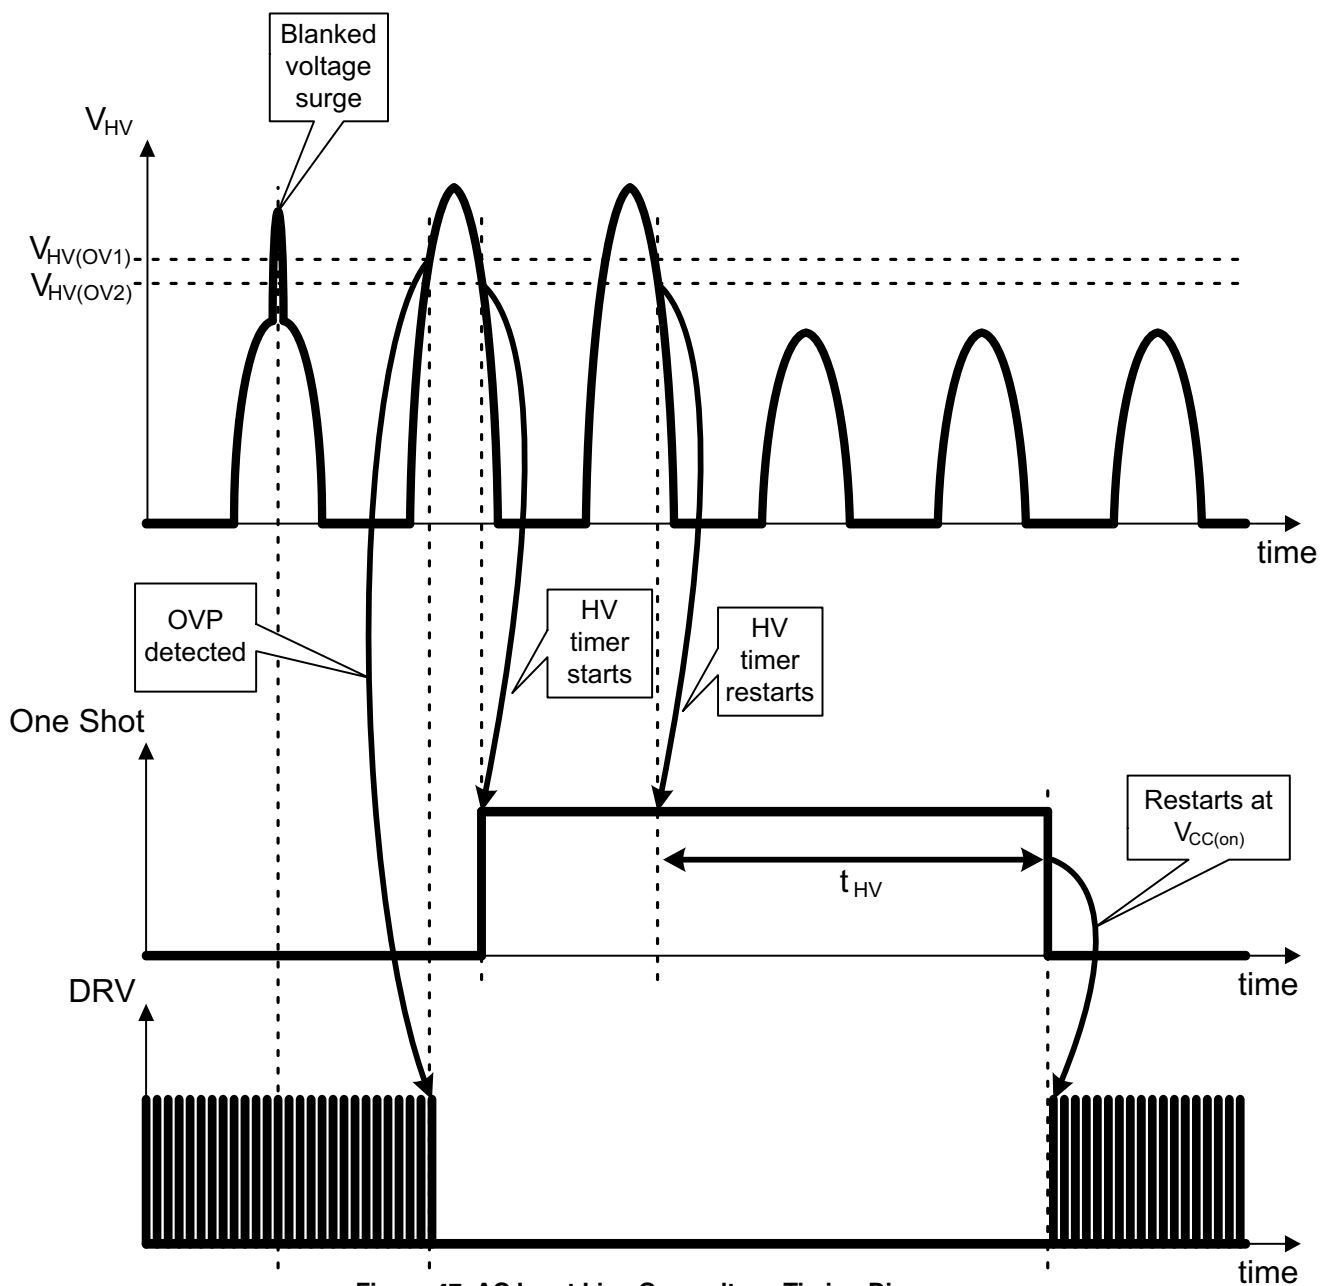 Blanked
voltage
surge
VHV
VHV(OV1)
VHV(OV2)
time
OVP
detected
HV
timer
starts
HV
timer
restarts
One Shot
Restarts at
VCC(on)
tHV
time
DRV
time